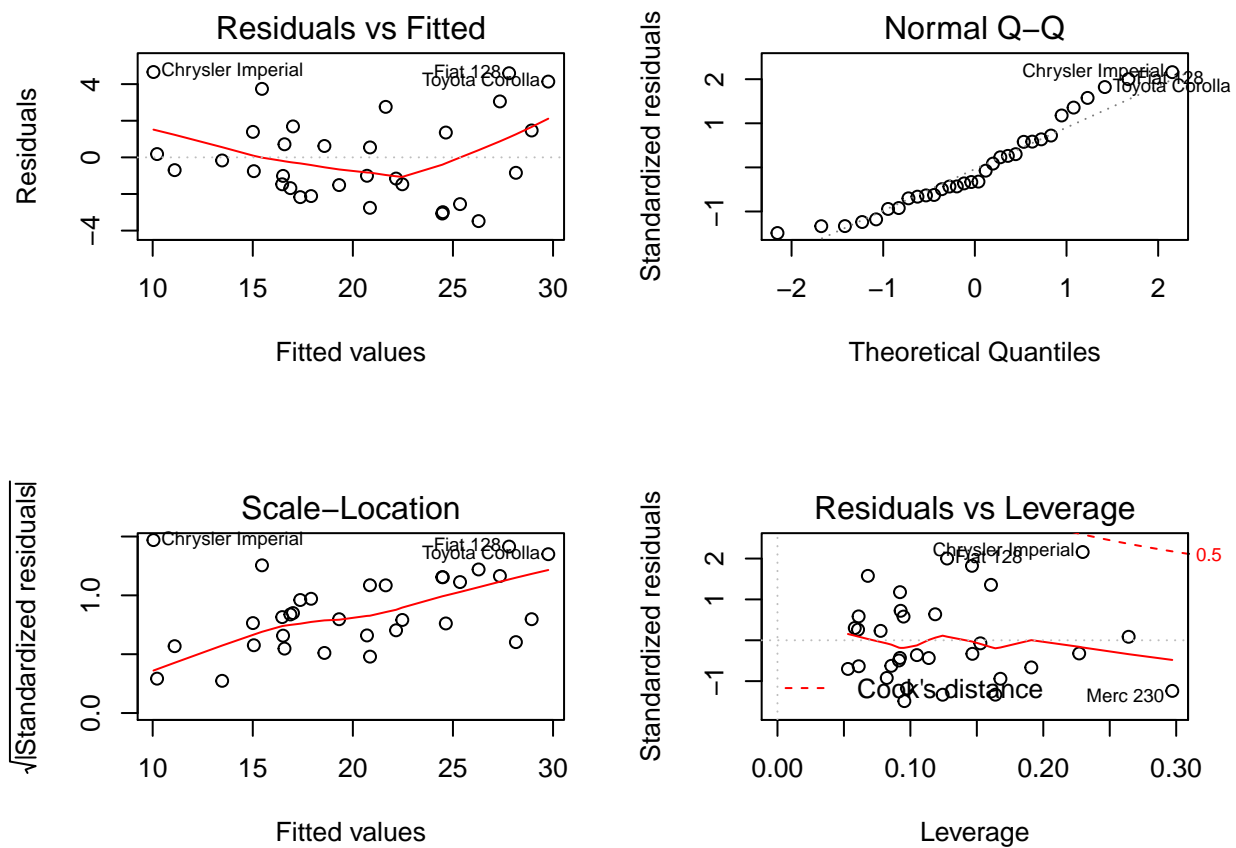 Residuals vs Fitted
Residuals
−4
0
4
Chrysler Imperial
Fiat 128
Toyota Corolla
10 15 20 25 30
Fitted values
Normal Q−Q
Standardized residuals
−1
1
2
Chrysler Imperial
Fiat 128
Toyota Corolla
−2 −1 0 1 2
Theoretical Quantiles
Scale−Location
√|Standardized residuals|
0.0
1.0
Chrysler Imperial
Fiat 128
Toyota Corolla
10 15 20 25 30
Fitted values
Residuals vs Leverage
Standardized residuals
−1
1
2
Chrysler Imperial
Fiat 128
0.5
Cook's distance
Merc 230
0.00 0.10 0.20 0.30
Leverage